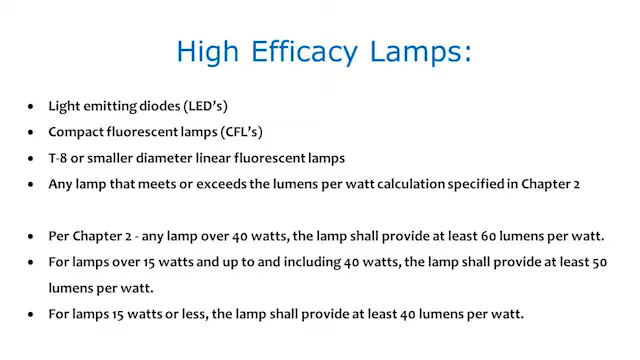 High Efficacy Lamps:
• Light emitting diodes (LED's)
• Compact fluorescent lamps (CFL's)
• T-8 or smaller diameter linear fluorescent lamps
• Any lamp that meets or exceeds the lumens per watt calculation specified in Chapter 2
• Per Chapter 2 - any lamp over 40 watts, the lamp shall provide at least 60 lumens per watt.
• For lamps over 15 watts and up to and including 40 watts, the lamp shall provide at least 50
lumens per watt.
• For lamps 15 watts or less, the lamp shall provide at least 40 lumens per watt.